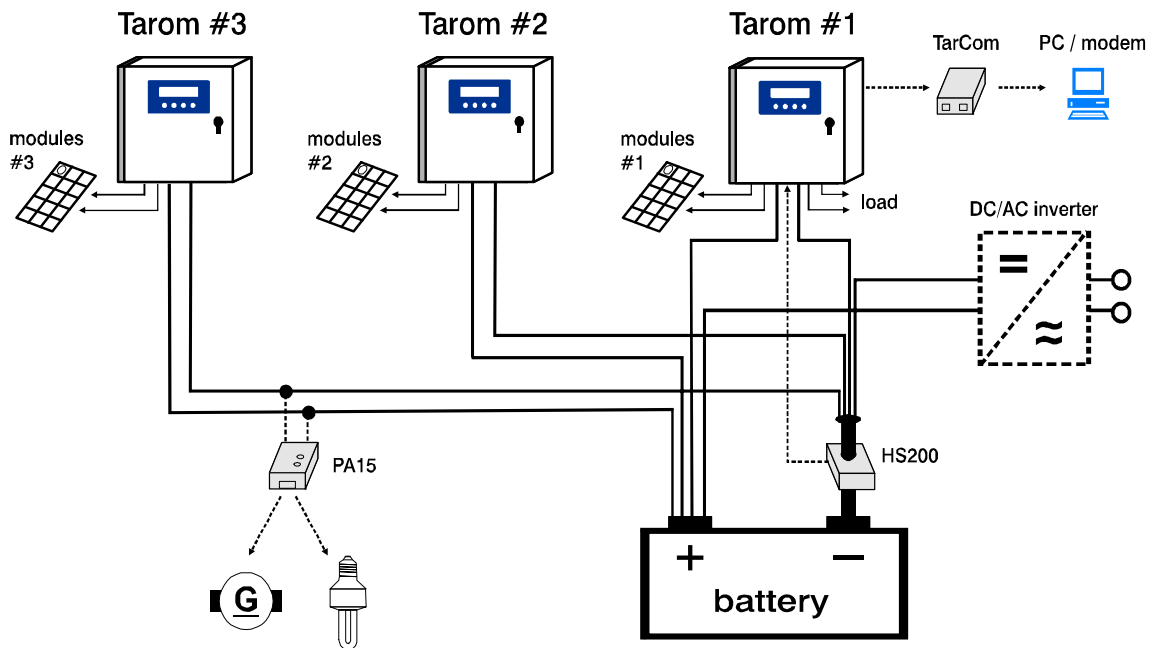 Tarom #3
Tarom #2
Tarom #1
TarCom
PC / modem
modules
#3
modules
#2
modules
#1
load
DC/AC inverter
=
≈
PA15
HS200
+
−
G
battery